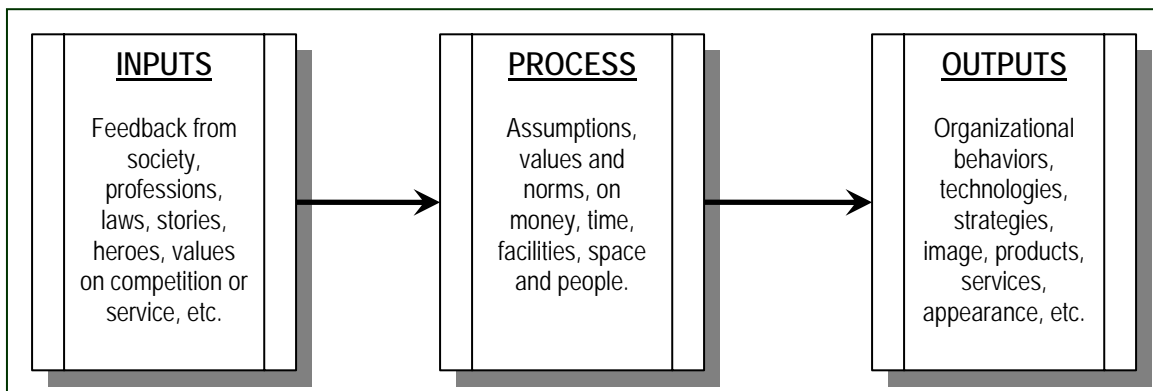 INPUTS
Feedback from
society,
professions,
laws, stories,
heroes, values
on competition or
service, etc.
PROCESS
Assumptions,
values and
norms, on
money, time,
facilities, space
and people.
OUTPUTS
Organizational
behaviors,
technologies,
strategies,
image, products,
services,
appearance, etc.